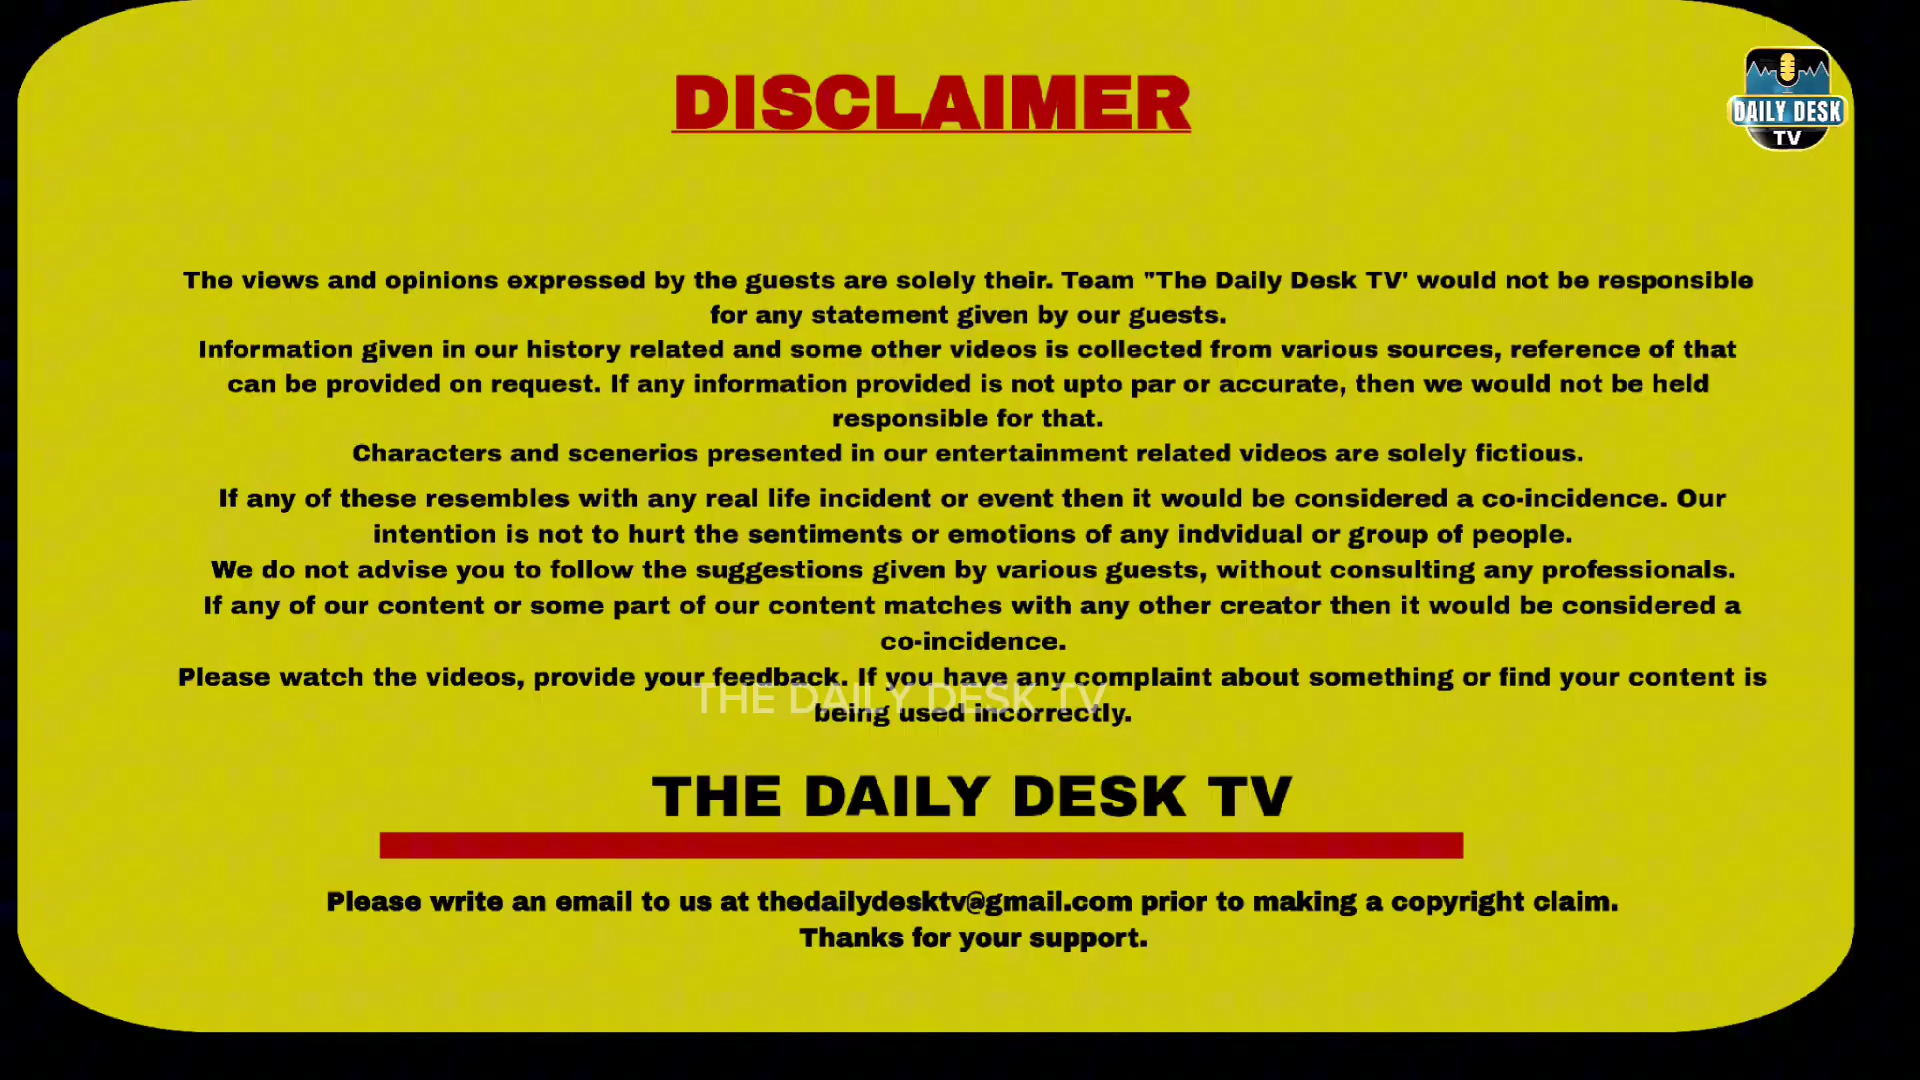 DISCLAIMER
DAILY DESK
TV
The views and opinions expressed by the guests are solely their. Team "The Daily Desk TV' would not be responsible
for any statement given by our guests.
Information given in our history related and some other videos is collected from various sources, reference of that
can be provided on request. If any information provided is not upto par or accurate, then we would not be held
responsible for that.
Characters and scenerios presented in our entertainment related videos are solely fictious.
If any of these resembles with any real life incident or event then it would be considered a co-incidence. Our
intention is not to hurt the sentiments or emotions of any indvidual or group of people.
We do not advise you to follow the suggestions given by various guests, without consulting any professionals.
If any of our content or some part of our content matches with any other creator then it would be considered a
co-incidence.
Please watch the videos, provide your feedback. If you have any complaint about something or find your content is
THE DAILY DESK TV
being used incorrectly.
THE DAILY DESK TV
Please write an email to us at thedailydesktv@gmail.com prior to making a copyright claim.
Thanks for your support.